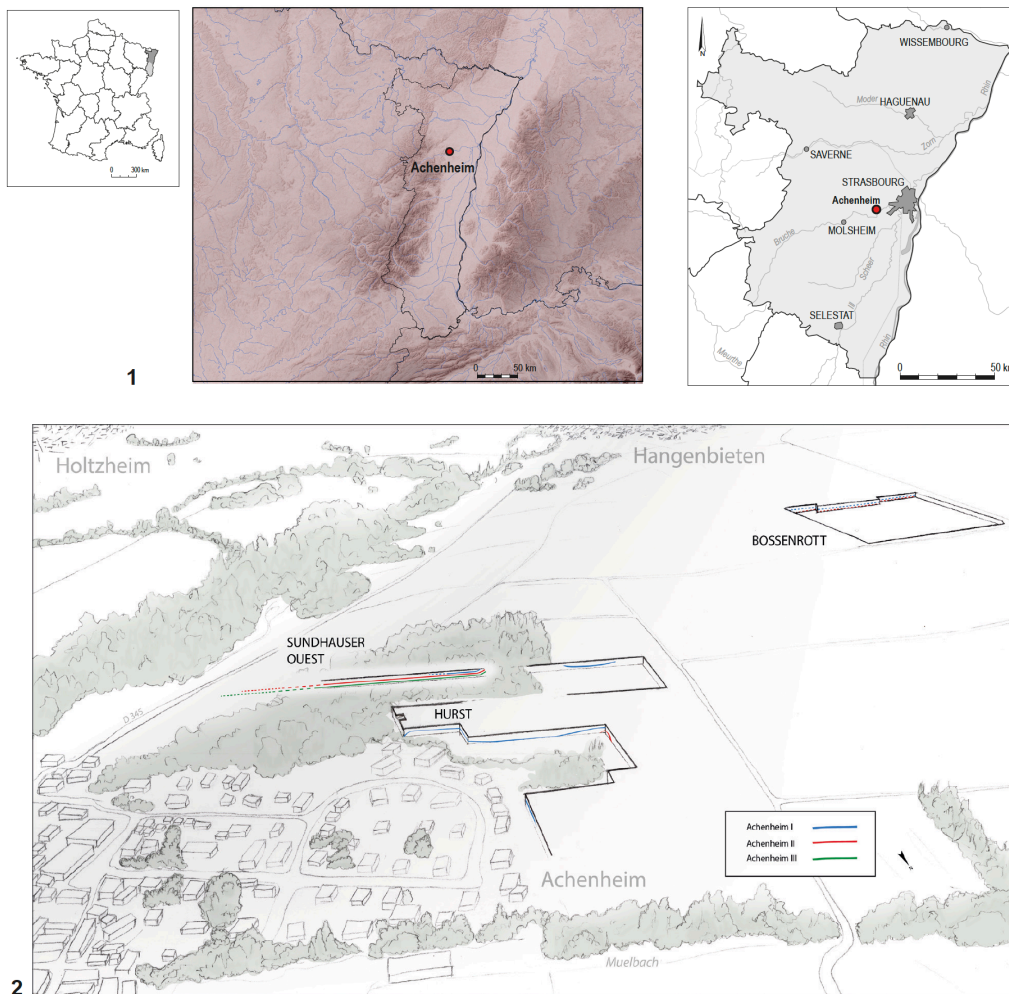 0 300 km
Achenheim
0 50 km
1
N
WISSEMBOURG
Rhin
Moder
HAGUENAU
Zorn
SAVERNE
STRASBOURG
Achenheim
MOLSHEIM
Bruche
Scheer
Ill
SELESTAT
Meurthe
Rhin
0 50 km
Holtzheim
Hangenbieten
BOSSENROTT
SUNDHAUSER
OUEST
D 345
HURST
Achenheim I
Achenheim II
Achenheim III
N
Achenheim
Muelbach
2